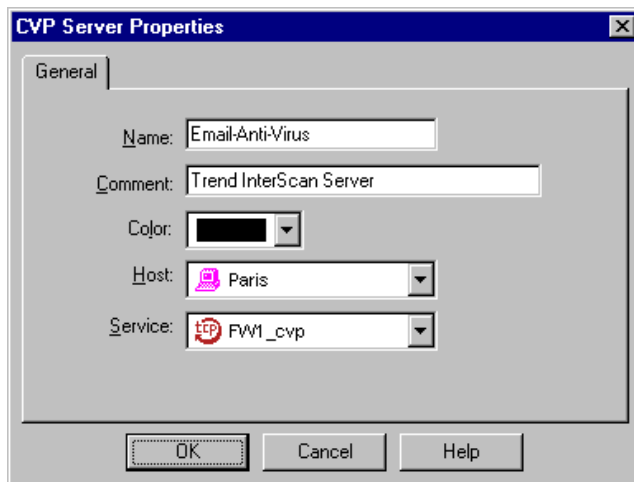 CVP Server Properties
General
Name: Email-Anti-Virus
Comment: Trend InterScan Server
Color:
Host: Paris
Service: tCP FW1_cvp
OK Cancel Help